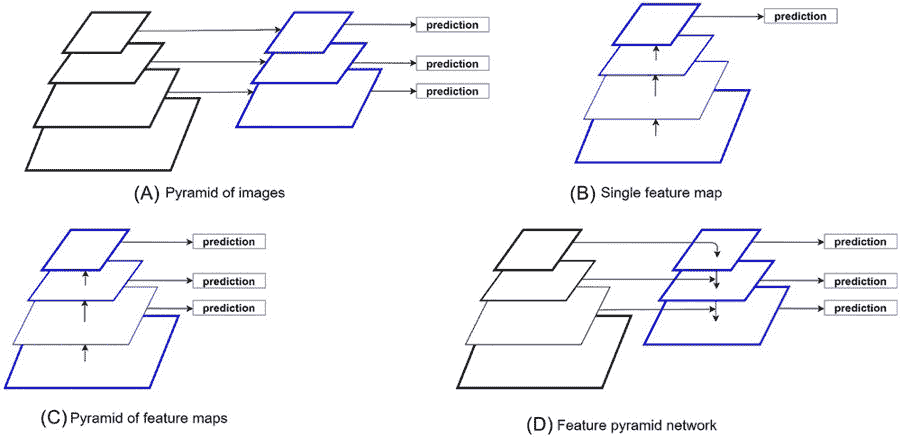 prediction
prediction
prediction
(A) Pyramid of images
prediction
(B) Single feature map
prediction
prediction
prediction
(C) Pyramid of feature maps
prediction
prediction
prediction
(D) Feature pyramid network